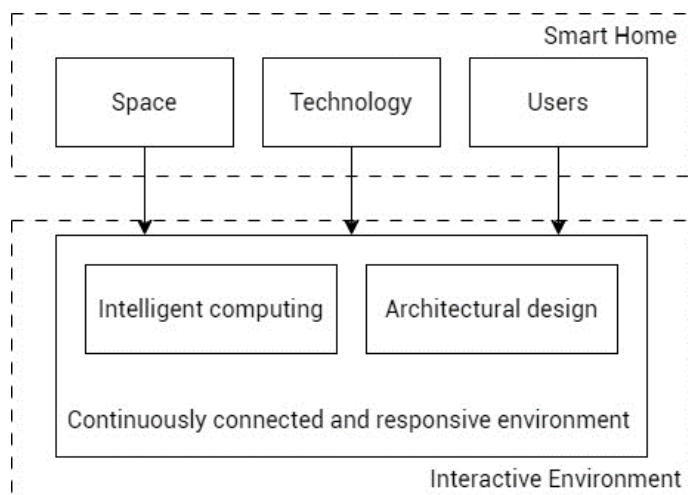 Smart Home
Space
Technology
Users
Intelligent computing
Architectural design
Continuously connected and responsive environment
Interactive Environment